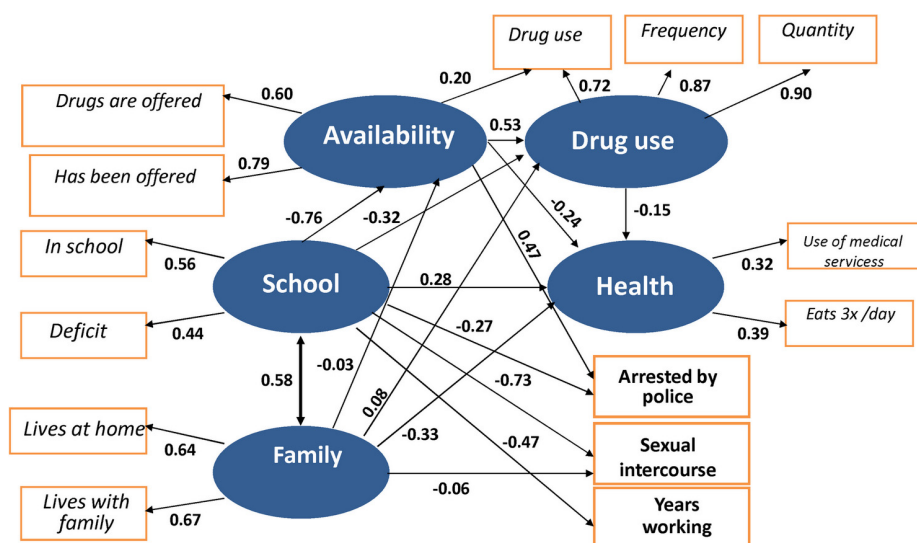 Drug use
Frequency
Quantity
0.20
0.72
0.87
0.90
Drugs are offered
0.60
Availability
0.53
Drug use
Has been offered
0.79
-0.76
-0.32
-0.24
-0.15
In school
0.56
School
0.28
0.47
Health
Use of medical
servicess
0.32
Deficit
0.44
-0.27
0.39
Eats 3x /day
0.58
-0.03
0.08
-0.73
Arrested by
police
Lives at home
0.64
Family
-0.33
-0.47
Sexual
intercourse
-0.06
Lives with
family
0.67
Years
working